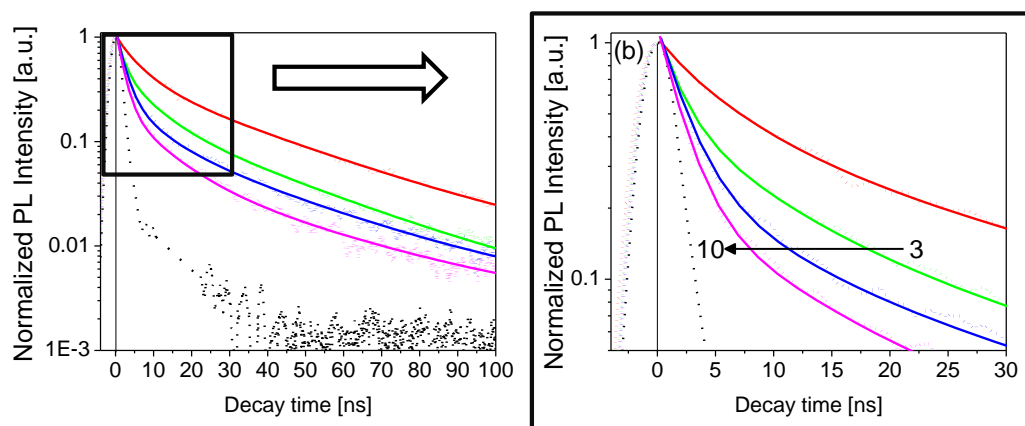 Normalized PL Intensity [a.u.]
1
0.1
0.01
1E-3
0 10 20 30 40 50 60 70 80 90 100
Decay time [ns]
(b)
Normalized PL Intensity [a.u.]
1
0.1
10 3
0 5 10 15 20 25 30
Decay time [ns]